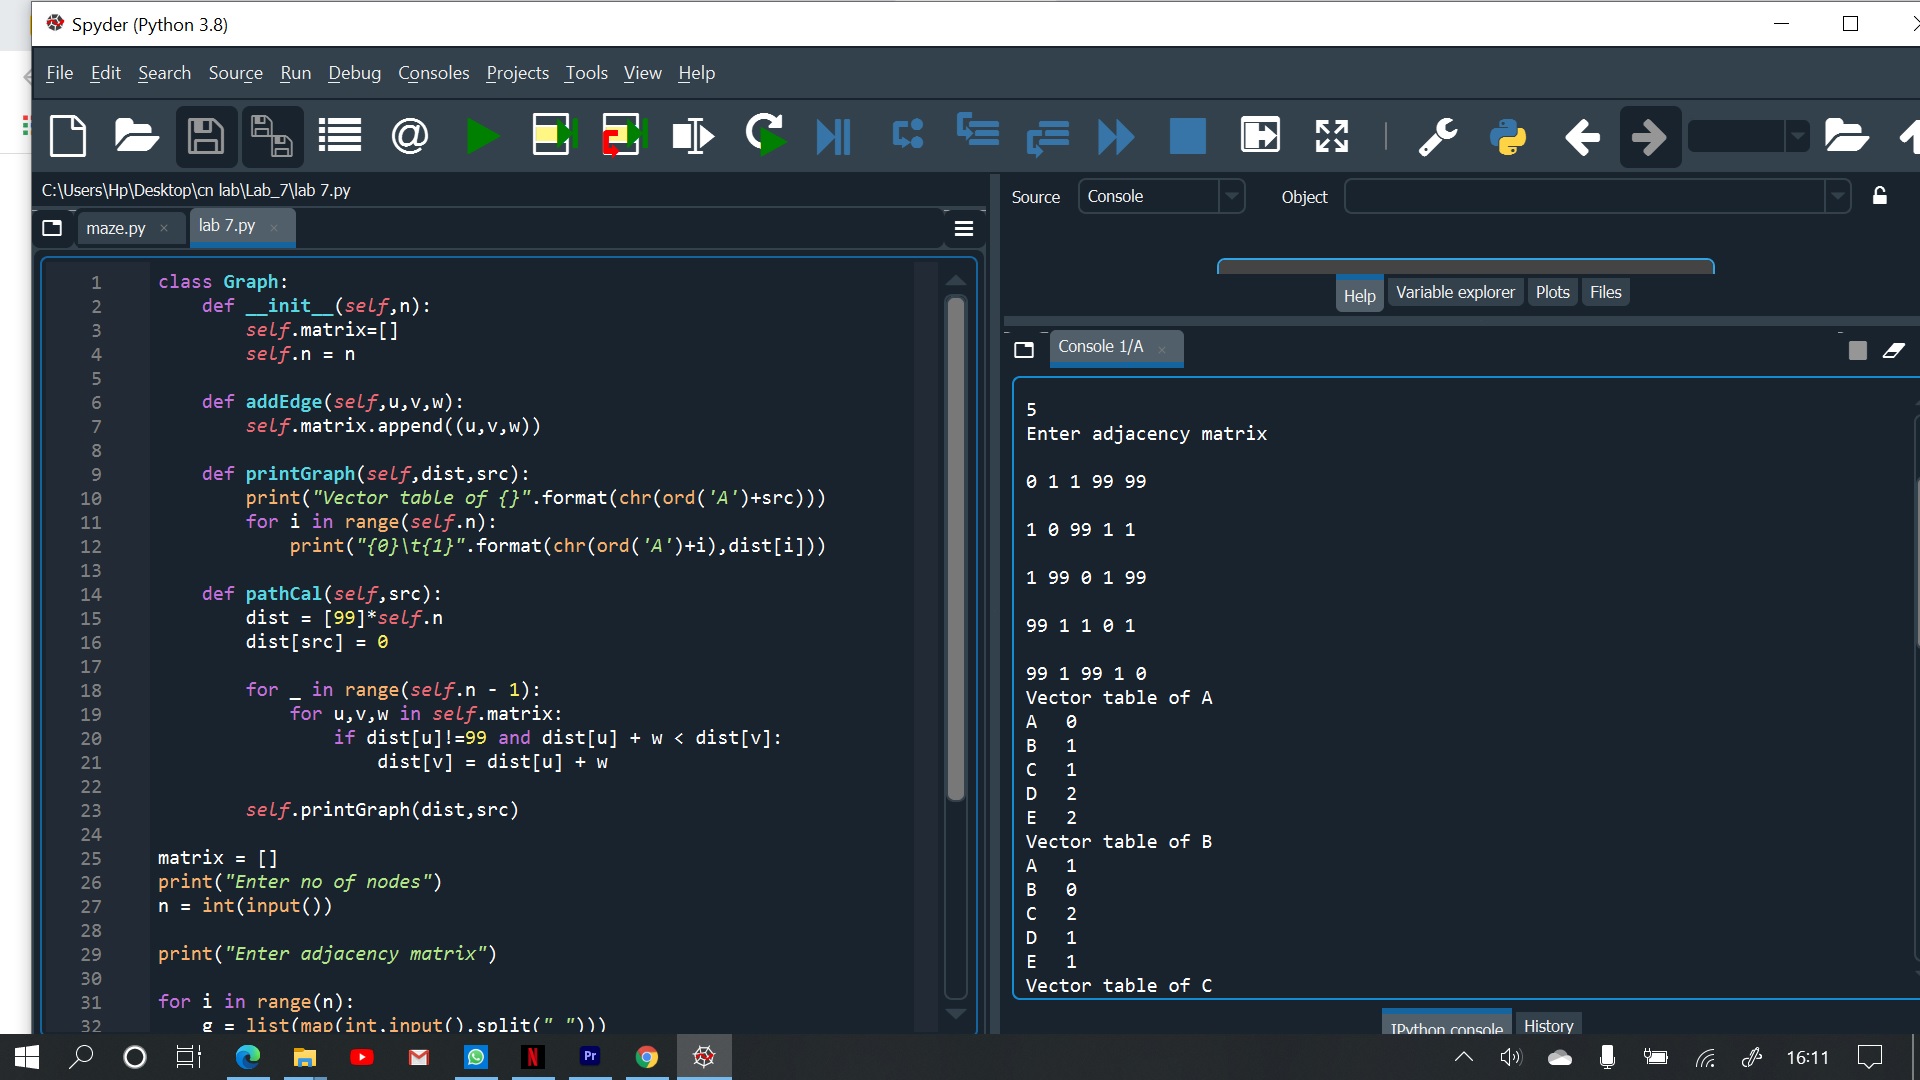 Spyder (Python 3.8)
File Edit Search Source Run Debug Consoles Projects Tools View Help
C:\Users\Hp\Desktop\cn lab\Lab_7\lab 7.py
maze.py
lab 7.py
1 class Graph:
2     def __init__(self,n):
3         self.matrix=[]
4         self.n = n
5
6     def addEdge(self,u,v,w):
7         self.matrix.append((u,v,w))
8
9     def printGraph(self,dist,src):
10         print("Vector table of {}".format(chr(ord('A')+src)))
11         for i in range(self.n):
12             print("{0}\t{1}".format(chr(ord('A')+i),dist[i]))
13
14     def pathCal(self,src):
15         dist = [99]*self.n
16         dist[src] = 0
17
18         for _ in range(self.n - 1):
19             for u,v,w in self.matrix:
20                 if dist[u]!=99 and dist[u] + w < dist[v]:
21                     dist[v] = dist[u] + w
22
23         self.printGraph(dist,src)
24
25 matrix = []
26 print("Enter no of nodes")
27 n = int(input())
28
29 print("Enter adjacency matrix")
30
31 for i in range(n):
32     g = list(map(int,input().split(" ")))
Source Console Object
Help Variable explorer Plots Files
Console 1/A
5
Enter adjacency matrix
0 1 1 99 99
1 0 99 1 1
1 99 0 1 99
99 1 1 0 1
99 1 99 1 0
Vector table of A
A 0
B 1
C 1
D 2
E 2
Vector table of B
A 1
B 0
C 2
D 1
E 1
Vector table of C
IPython console History
N
Pr
16:11